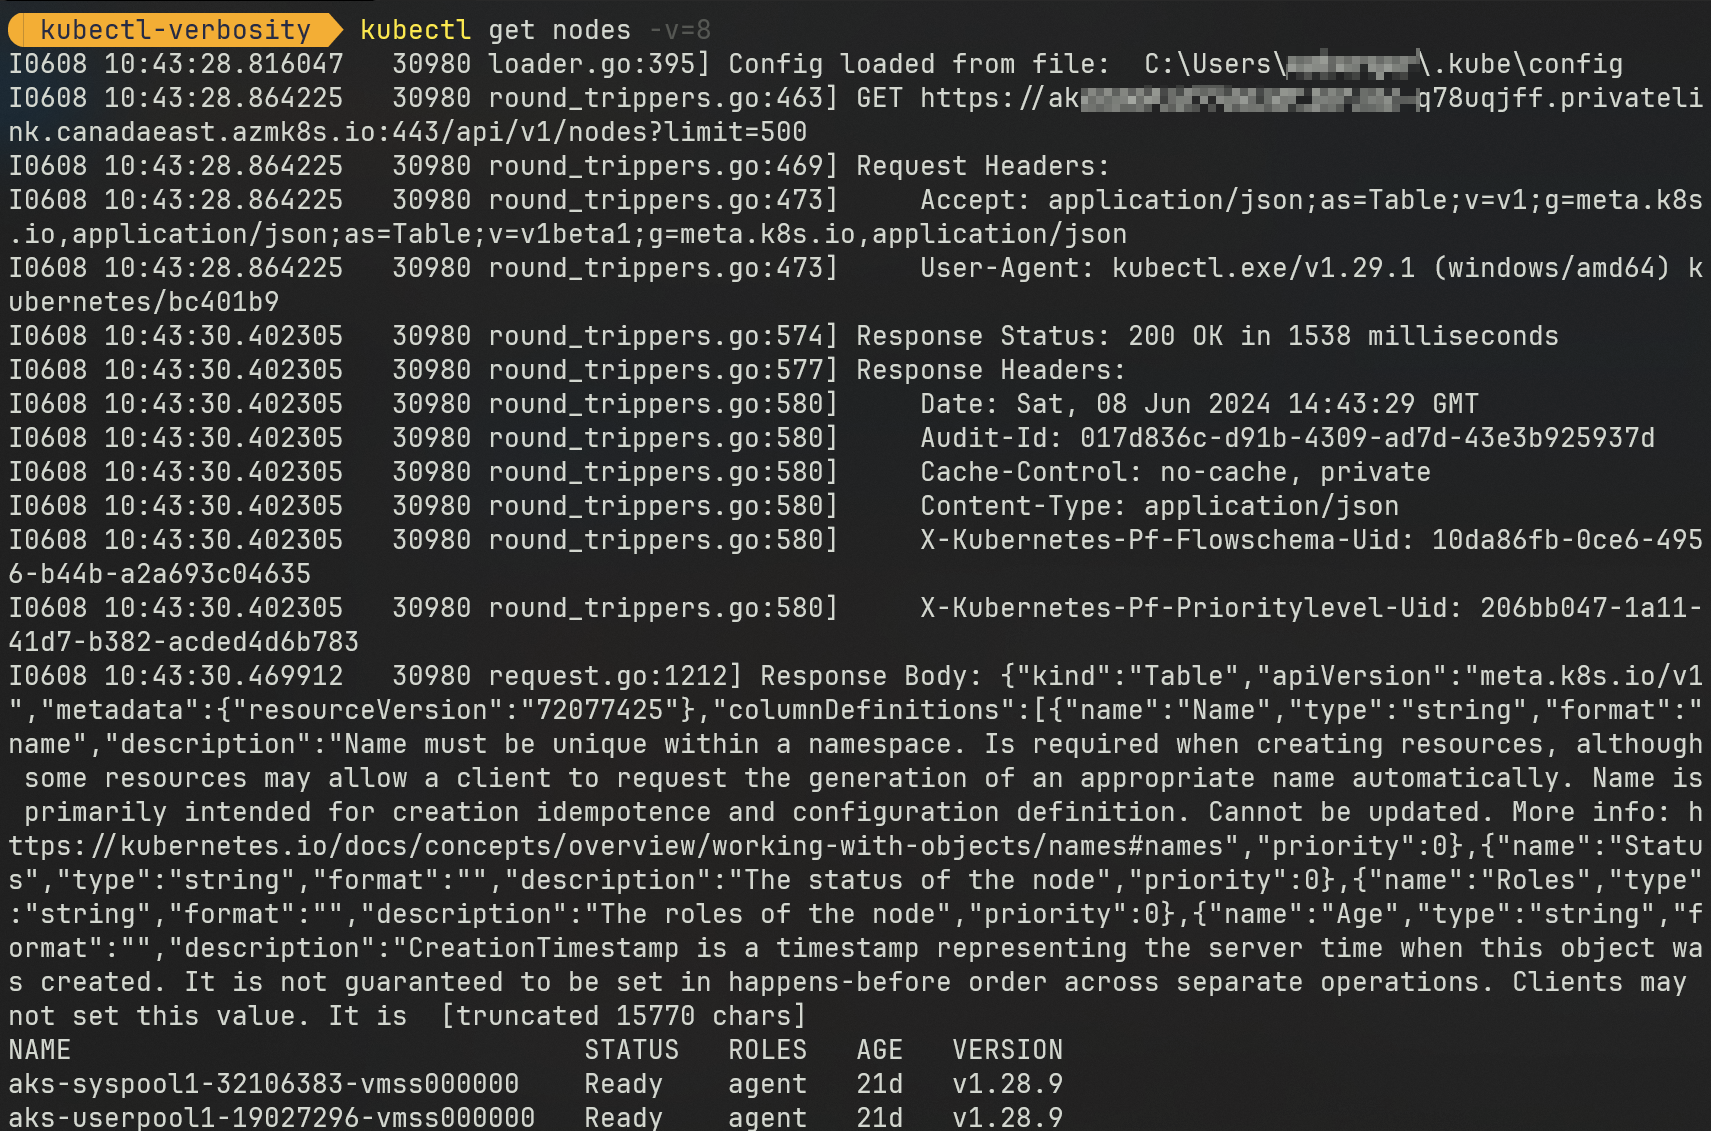 kubectl-verbosity kubectl get nodes -v=8
I0608 10:43:28.816047   30980 loader.go:395] Config loaded from file:  C:\Users\ \.kube\config
I0608 10:43:28.864225   30980 round_trippers.go:463] GET https://ak q78uqjff.privateli
nk.canadaeast.azmk8s.io:443/api/v1/nodes?limit=500
I0608 10:43:28.864225   30980 round_trippers.go:469] Request Headers:
I0608 10:43:28.864225   30980 round_trippers.go:473]     Accept: application/json;as=Table;v=v1;g=meta.k8s
.io,application/json;as=Table;v=v1beta1;g=meta.k8s.io,application/json
I0608 10:43:28.864225   30980 round_trippers.go:473]     User-Agent: kubectl.exe/v1.29.1 (windows/amd64) k
ubernetes/bc401b9
I0608 10:43:30.402305   30980 round_trippers.go:574] Response Status: 200 OK in 1538 milliseconds
I0608 10:43:30.402305   30980 round_trippers.go:577] Response Headers:
I0608 10:43:30.402305   30980 round_trippers.go:580]     Date: Sat, 08 Jun 2024 14:43:29 GMT
I0608 10:43:30.402305   30980 round_trippers.go:580]     Audit-Id: 017d836c-d91b-4309-ad7d-43e3b925937d
I0608 10:43:30.402305   30980 round_trippers.go:580]     Cache-Control: no-cache, private
I0608 10:43:30.402305   30980 round_trippers.go:580]     Content-Type: application/json
I0608 10:43:30.402305   30980 round_trippers.go:580]     X-Kubernetes-Pf-Flowschema-Uid: 10da86fb-0ce6-495
6-b44b-a2a693c04635
I0608 10:43:30.402305   30980 round_trippers.go:580]     X-Kubernetes-Pf-Prioritylevel-Uid: 206bb047-1a11-
41d7-b382-acded4d6b783
I0608 10:43:30.469912   30980 request.go:1212] Response Body: {"kind":"Table","apiVersion":"meta.k8s.io/v1
","metadata":{"resourceVersion":"72077425"},"columnDefinitions":[{"name":"Name","type":"string","format":"
name","description":"Name must be unique within a namespace. Is required when creating resources, although
 some resources may allow a client to request the generation of an appropriate name automatically. Name is
 primarily intended for creation idempotence and configuration definition. Cannot be updated. More info: h
ttps://kubernetes.io/docs/concepts/overview/working-with-objects/names#names","priority":0},{"name":"Statu
s","type":"string","format":"","description":"The status of the node","priority":0},{"name":"Roles","type"
:"string","format":"","description":"The roles of the node","priority":0},{"name":"Age","type":"string","f
ormat":"","description":"CreationTimestamp is a timestamp representing the server time when this object wa
s created. It is not guaranteed to be set in happens-before order across separate operations. Clients may
not set this value. It is  [truncated 15770 chars]
NAME                                STATUS   ROLES   AGE   VERSION
aks-syspool1-32106383-vmss000000    Ready    agent   21d   v1.28.9
aks-userpool1-19027296-vmss000000   Ready    agent   21d   v1.28.9